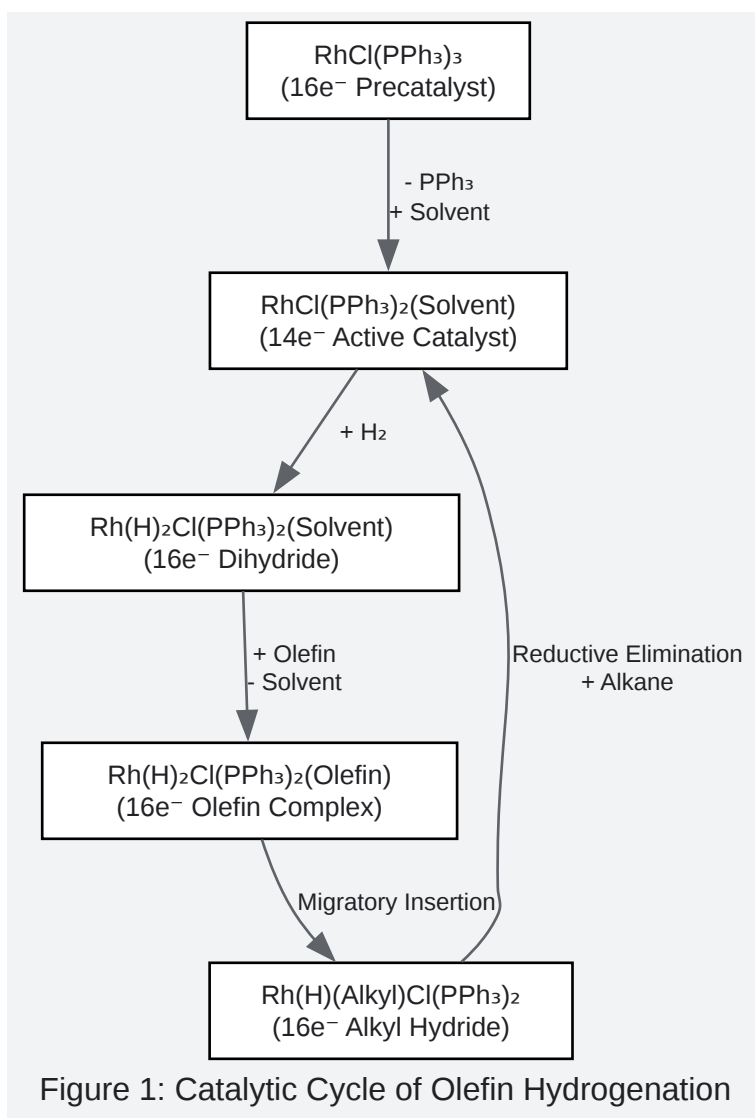 RhCl(PPh₃)₃
(16e⁻ Precatalyst)
- PPh₃
+ Solvent
RhCl(PPh₃)₂(Solvent)
(14e⁻ Active Catalyst)
+ H₂
Rh(H)₂Cl(PPh₃)₂(Solvent)
(16e⁻ Dihydride)
+ Olefin
- Solvent
Reductive Elimination
+ Alkane
Rh(H)₂Cl(PPh₃)₂(Olefin)
(16e⁻ Olefin Complex)
Migratory Insertion
Rh(H)(Alkyl)Cl(PPh₃)₂
(16e⁻ Alkyl Hydride)
Figure 1: Catalytic Cycle of Olefin Hydrogenation